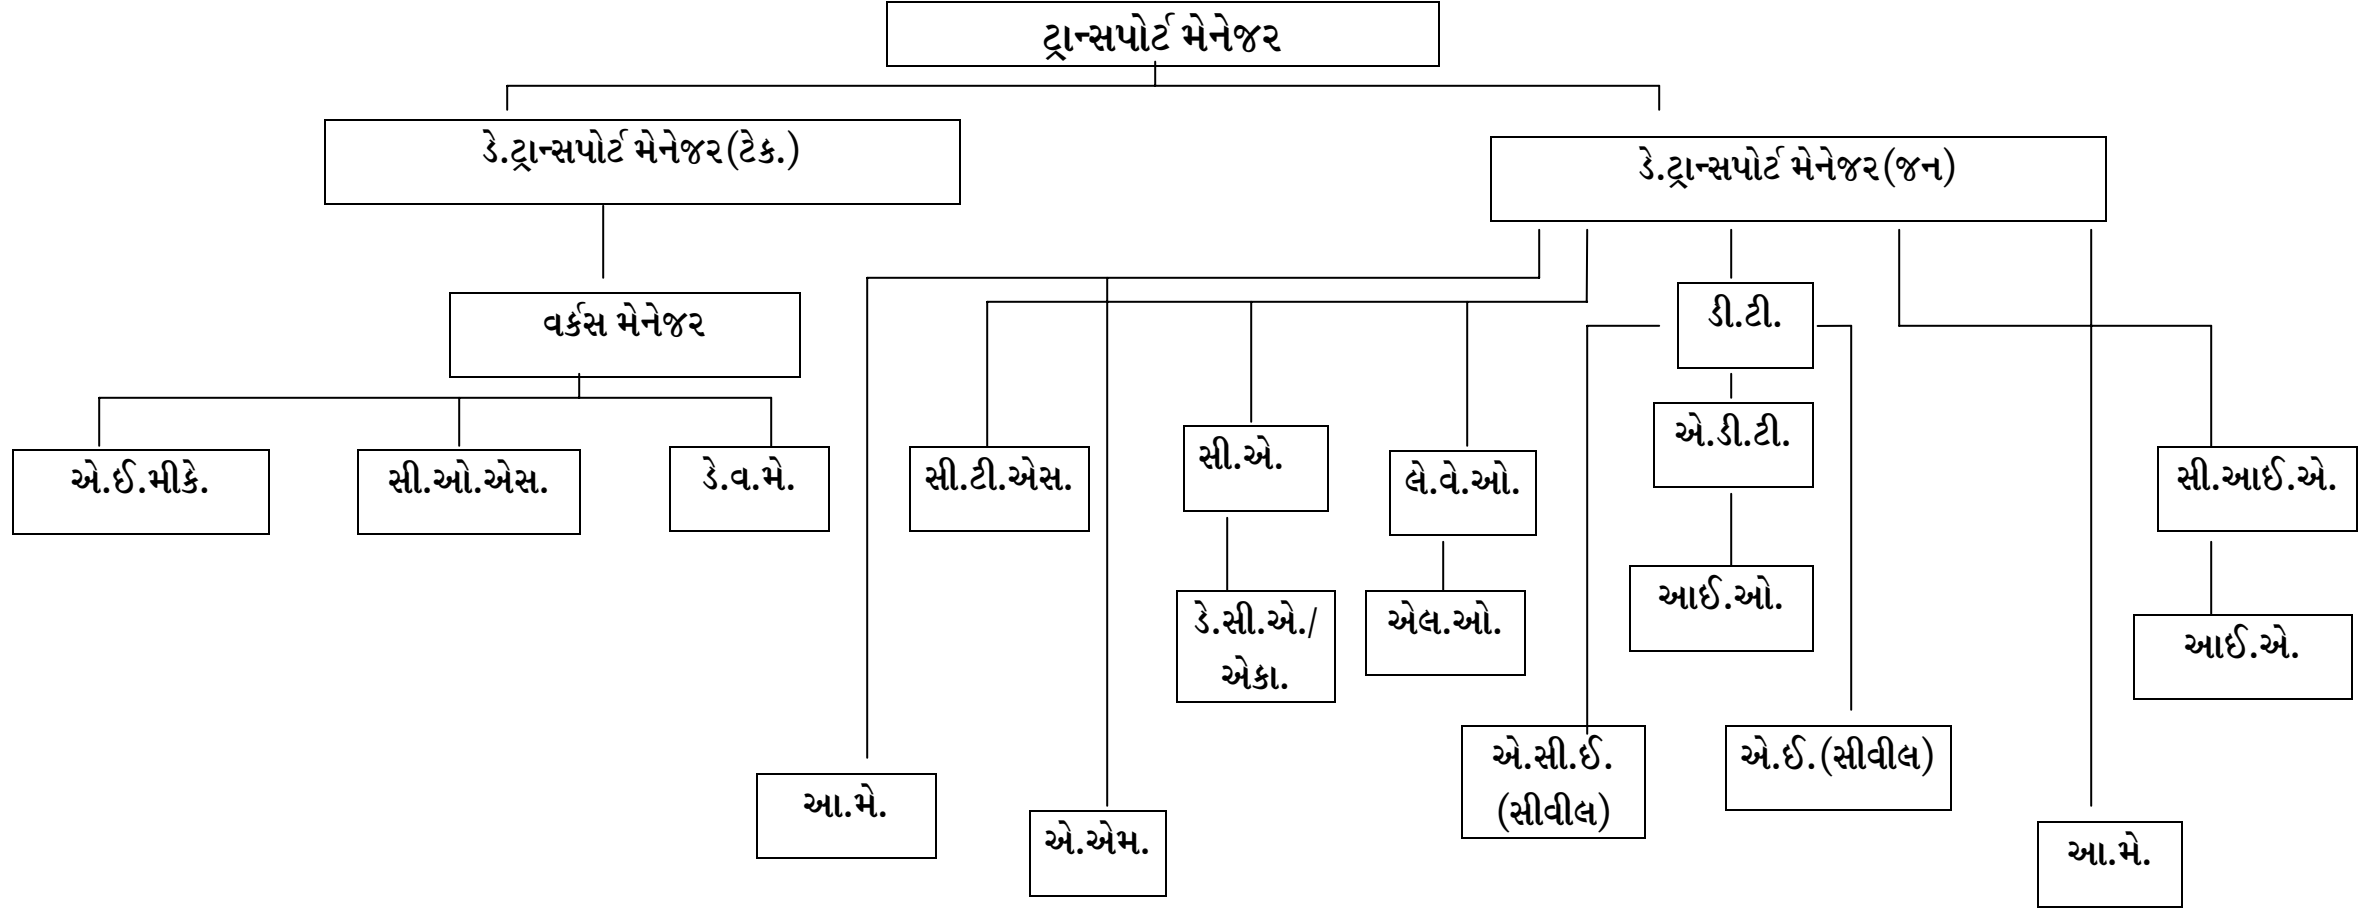 ટ્રાન્સપોર્ટ મેનેજર
ડે.ટ્રાન્સપોર્ટ મેનેજર(ટેક.)
ડે.ટ્રાન્સપોર્ટ મેનેજર(જન)
વર્કસ મેનેજર
ડી.ટી.
એ.ડી.ટી.
એ.ઈ.મીકે.
સી.ઓ.એસ.
ડે.વ.મે.
સી.ટી.એસ.
સી.એ.
લે.વે.ઓ.
સી.આઈ.એ.
ડે.સી.એ./
એકા.
એલ.ઓ.
આઈ.ઓ.
આઈ.એ.
એ.સી.ઈ.
(સીવીલ)
એ.ઈ.(સીવીલ)
આ.મે.
એ.એમ.
આ.મે.